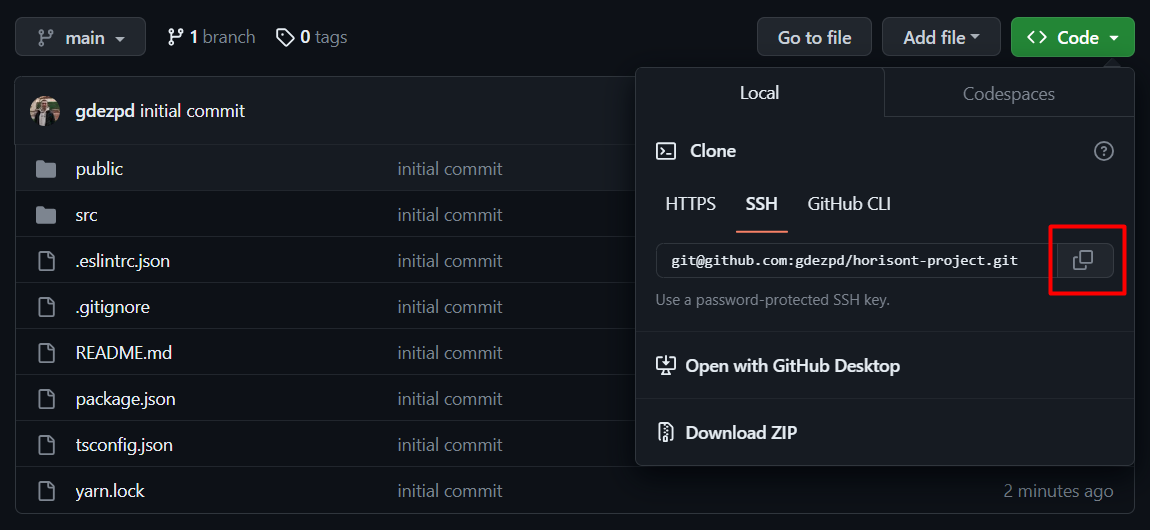 main 1 branch 0 tags Go to file Add file <> Code
gdezpd initial commit
public initial commit
src initial commit
.eslintrc.json initial commit
.gitignore initial commit
README.md initial commit
package.json initial commit
tsconfig.json initial commit
yarn.lock initial commit 2 minutes ago
Local Codespaces
Clone
HTTPS SSH GitHub CLI
git@github.com:gdezpd/horisont-project.git
Use a password-protected SSH key.
Open with GitHub Desktop
Download ZIP